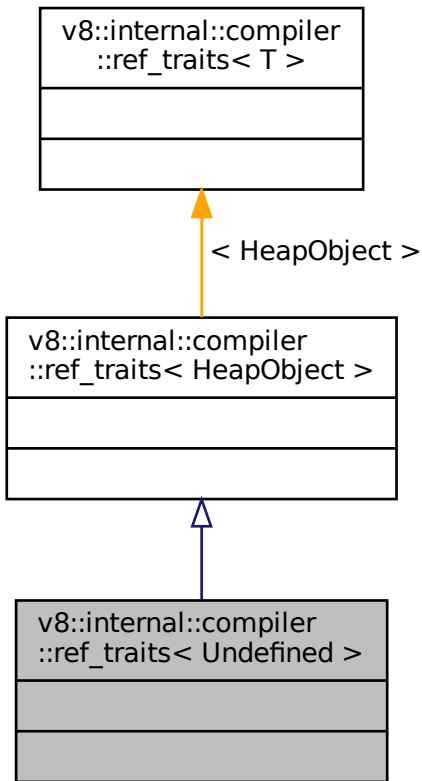 v8::internal::compiler
::ref_traits< T >
< HeapObject >
v8::internal::compiler
::ref_traits< HeapObject >
v8::internal::compiler
::ref_traits< Undefined >